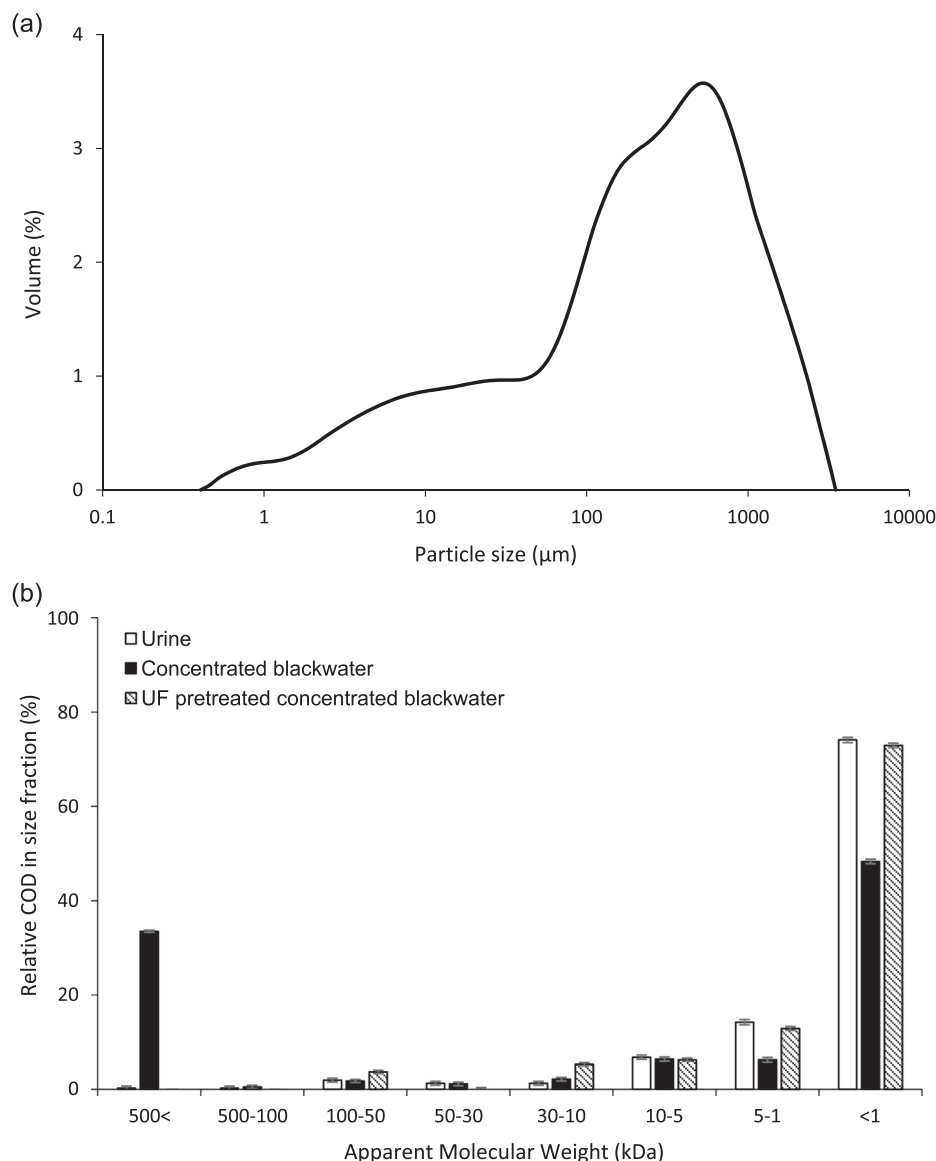 (a)
4
3
2
1
0
Volume (%)
0.1 1 10 100 1000 10000
Particle size (µm)
(b)
100
80
60
40
20
0
Relative COD in size fraction (%)
Urine
Concentrated blackwater
UF pretreated concentrated blackwater
500< 500-100 100-50 50-30 30-10 10-5 5-1 <1
Apparent Molecular Weight (kDa)